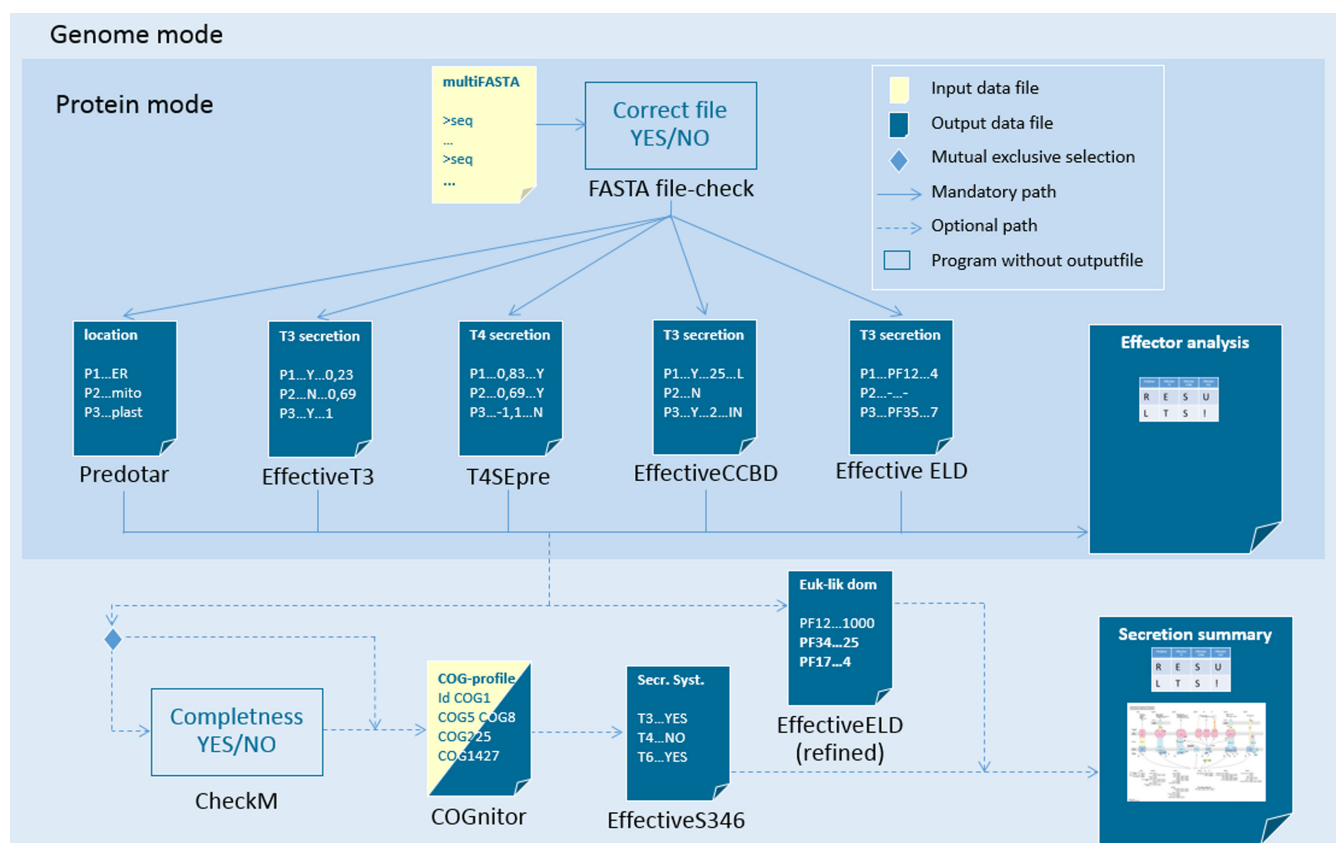 Genome mode
Protein mode
multiFASTA
>seq
...
>seq
...
Correct file
YES/NO
FASTA file-check
Input data file
Output data file
Mutual exclusive selection
Mandatory path
Optional path
Program without outputfile
location
P1...ER
P2...mito
P3...plast
Predotar
T3 secretion
P1...Y...0,23
P2...N...0,69
P3...Y...1
EffectiveT3
T4 secretion
P1...0,83...Y
P2...0,69...Y
P3...-1,1...N
T4SEpre
T3 secretion
P1...Y...25...L
P2...N
P3...Y...2...IN
EffectiveCCBD
T3 secretion
P1...PF12...4
P2...-...-
P3...PF35...7
Effective ELD
Effector analysis
R E S U
L T S !
Completness
YES/NO
CheckM
COG-profile
Id COG1
COG5 COG8
COG225
COG1427
COGnitor
Secr. Syst.
T3...YES
T4...NO
T6...YES
EffectiveS346
Euk-lik dom
PF12...1000
PF34...25
PF17...4
EffectiveELD
(refined)
Secretion summary
R E S U
L T S !